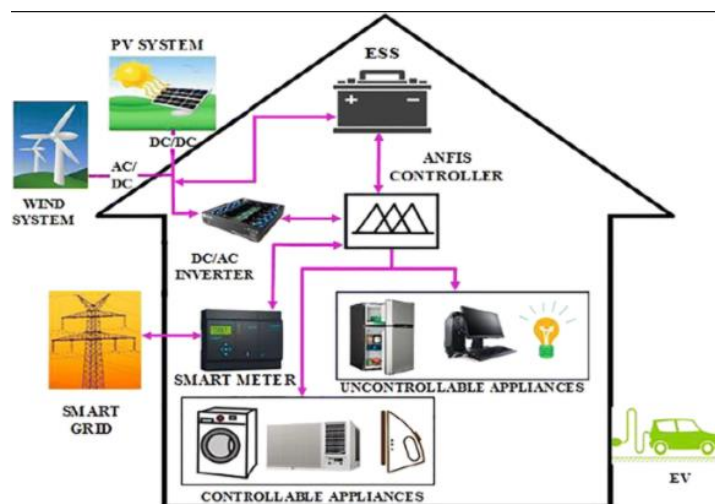 PV SYSTEM
ESS
DC/DC
AC/
DC
WIND
SYSTEM
ANFIS
CONTROLLER
DC/AC
INVERTER
SMART METER
UNCONTROLLABLE APPLIANCES
SMART
GRID
CONTROLLABLE APPLIANCES
EV